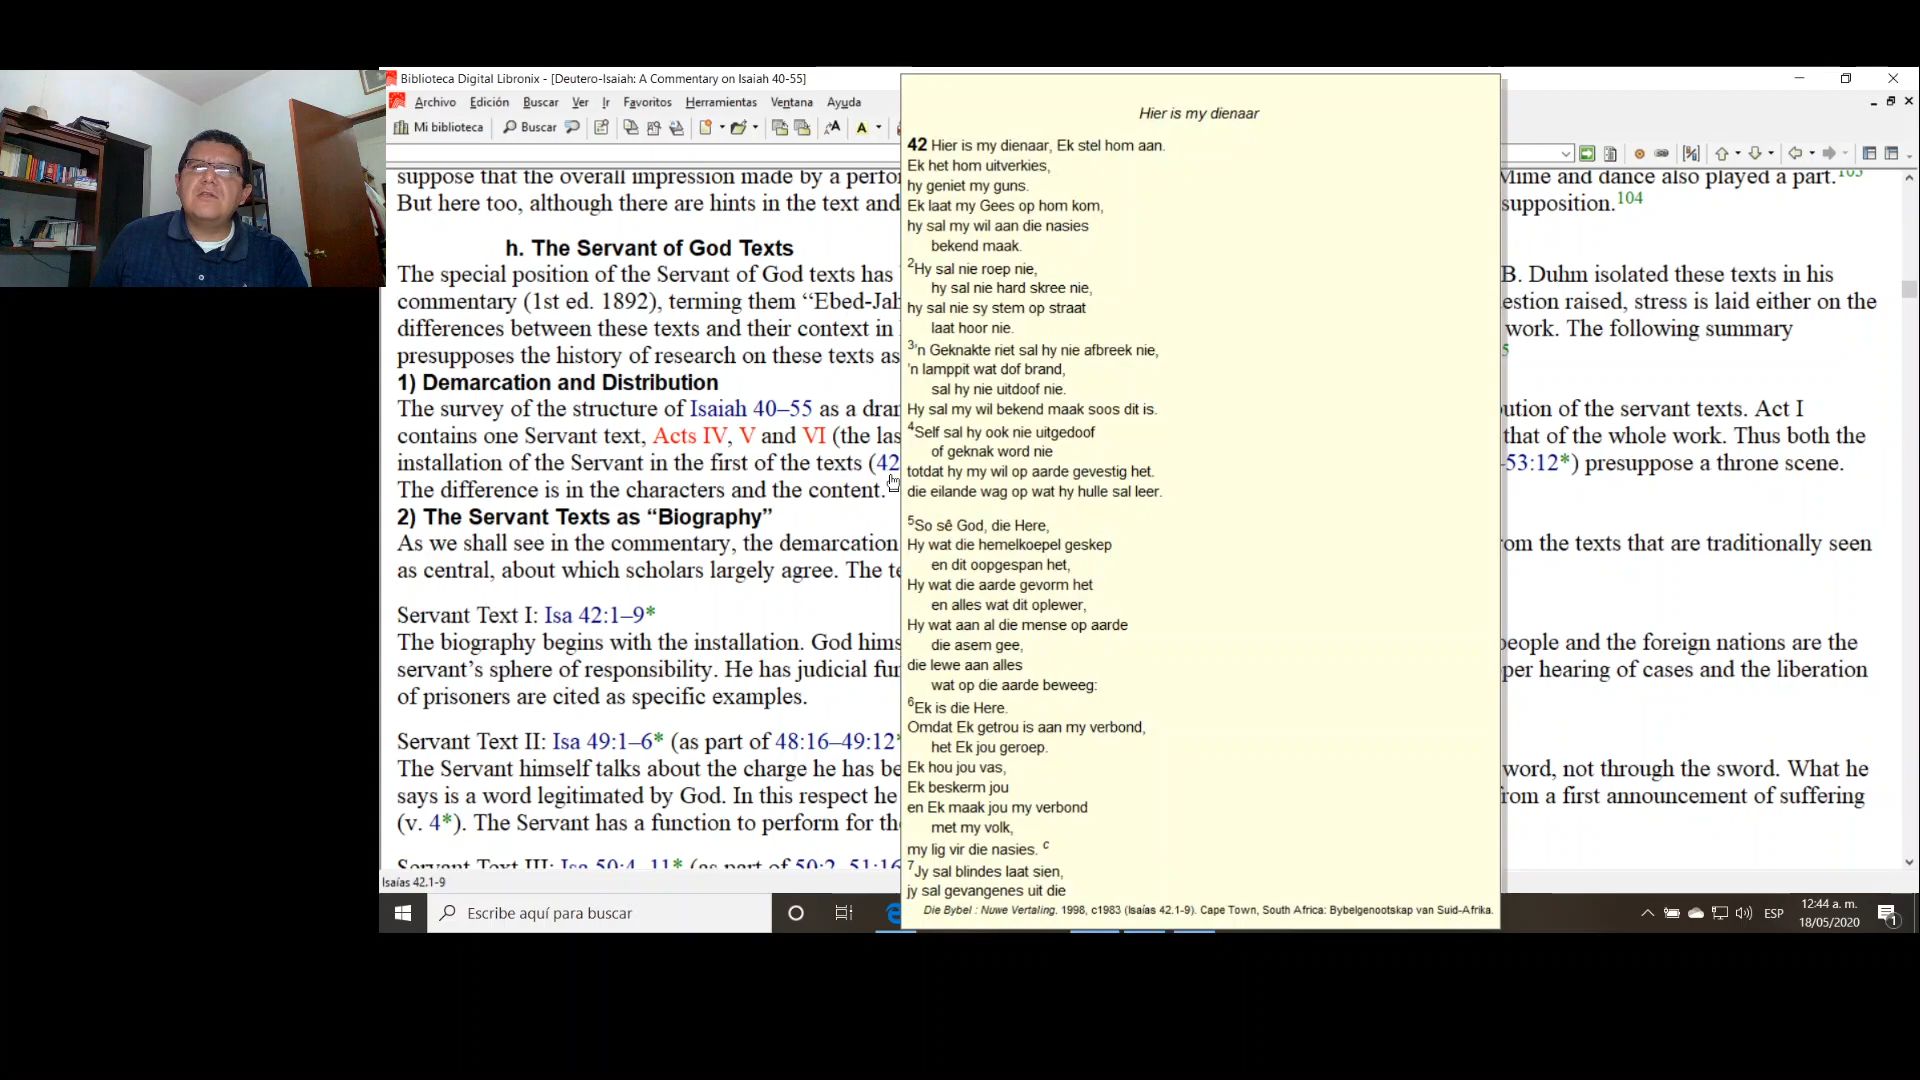 Biblioteca Digital Libronix - [Deutero-Isaiah: A Commentary on Isaiah 40-55]
Archivo Edición Buscar Ver Ir Favoritos Herramientas Ventana Ayuda
Mi biblioteca Buscar
suppose that the overall impression made by a perfo
Mime and dance also played a part.103
But here too, although there are hints in the text and
supposition.104
h. The Servant of God Texts
The special position of the Servant of God texts has
B. Duhm isolated these texts in his
commentary (1st ed. 1892), terming them “Ebed-Jah
estion raised, stress is laid either on the
differences between these texts and their context in
work. The following summary
presupposes the history of research on these texts as
5
1) Demarcation and Distribution
The survey of the structure of Isaiah 40–55 as a dran
ution of the servant texts. Act I
contains one Servant text, Acts IV, V and VI (the las
that of the whole work. Thus both the
installation of the Servant in the first of the texts (42
–53:12*) presuppose a throne scene.
The difference is in the characters and the content.
2) The Servant Texts as “Biography”
As we shall see in the commentary, the demarcation
om the texts that are traditionally seen
as central, about which scholars largely agree. The te
Servant Text I: Isa 42:1–9*
The biography begins with the installation. God hims
people and the foreign nations are the
servant’s sphere of responsibility. He has judicial fun
per hearing of cases and the liberation
of prisoners are cited as specific examples.
Servant Text II: Isa 49:1–6* (as part of 48:16–49:12*
The Servant himself talks about the charge he has be
word, not through the sword. What he
says is a word legitimated by God. In this respect he
from a first announcement of suffering
(v. 4*). The Servant has a function to perform for the
Servant Text III: Isa 50:4–11* (as part of 50:2–51:16
Hier is my dienaar
42 Hier is my dienaar, Ek stel hom aan.
Ek het hom uitverkies,
hy geniet my guns.
Ek laat my Gees op hom kom,
hy sal my wil aan die nasies
bekend maak.
2Hy sal nie roep nie,
hy sal nie hard skree nie,
hy sal nie sy stem op straat
laat hoor nie.
3'n Geknakte riet sal hy nie afbreek nie,
'n lamppit wat dof brand,
sal hy nie uitdoof nie.
Hy sal my wil bekend maak soos dit is.
4Self sal hy ook nie uitgedoof
of geknak word nie
totdat hy my wil op aarde gevestig het.
die eilande wag op wat hy hulle sal leer.
5So sê God, die Here,
Hy wat die hemelkoepel geskep
en dit oopgespan het,
Hy wat die aarde gevorm het
en alles wat dit oplewer,
Hy wat aan al die mense op aarde
die asem gee,
die lewe aan alles
wat op die aarde beweeg:
6Ek is die Here.
Omdat Ek getrou is aan my verbond,
het Ek jou geroep.
Ek hou jou vas,
Ek beskerm jou
en Ek maak jou my verbond
met my volk,
my lig vir die nasies. c
7Jy sal blindes laat sien,
jy sal gevangenes uit die
Die Bybel : Nuwe Vertaling. 1998, c1983 (Isaías 42.1-9). Cape Town, South Africa: Bybelgenootskap van Suid-Afrika.
Isaías 42.1-9
Escribe aquí para buscar
ESP
12:44 a. m.
18/05/2020
1